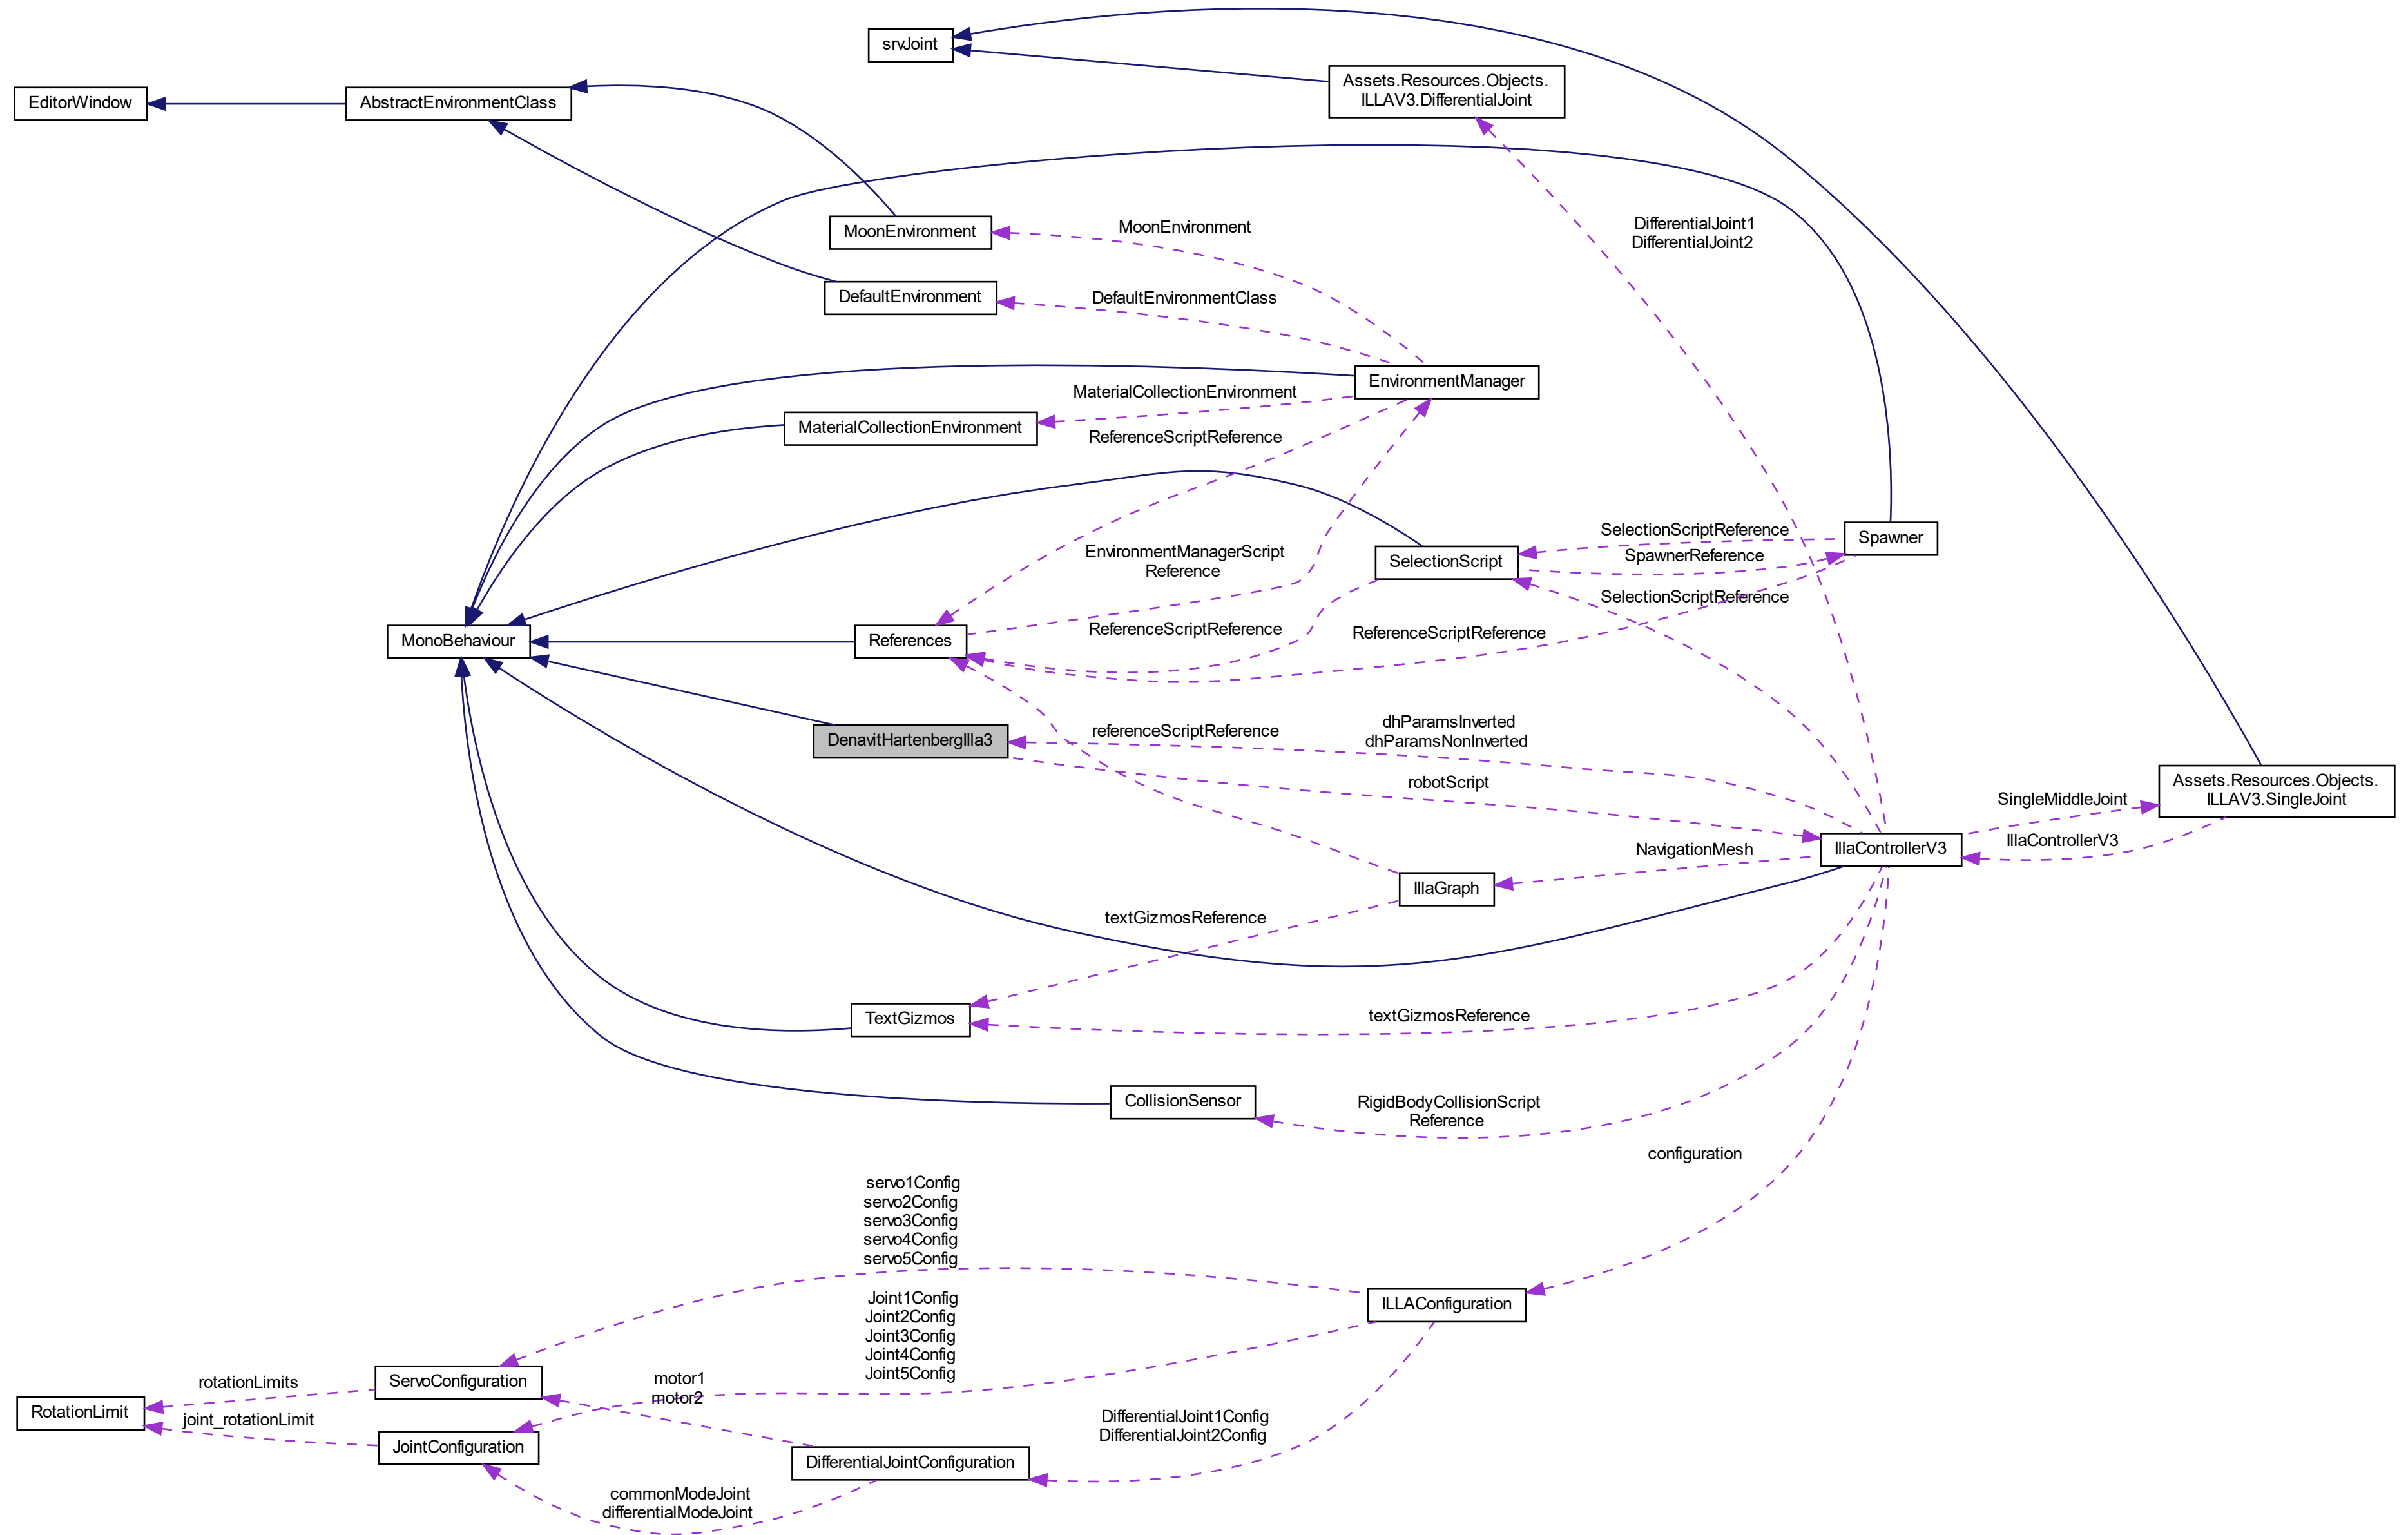 srvJoint
Assets.Resources.Objects.
ILLAV3.DifferentialJoint
EditorWindow
AbstractEnvironmentClass
MoonEnvironment
MoonEnvironment
DifferentialJoint1
DifferentialJoint2
DefaultEnvironment
DefaultEnvironmentClass
EnvironmentManager
MaterialCollectionEnvironment
MaterialCollectionEnvironment
ReferenceScriptReference
SelectionScriptReference
Spawner
EnvironmentManagerScript
Reference
SelectionScript
SpawnerReference
SelectionScriptReference
MonoBehaviour
References
ReferenceScriptReference
ReferenceScriptReference
DenavitHartenbergIlla3
referenceScriptReference
dhParamsInverted
dhParamsNonInverted
robotScript
Assets.Resources.Objects.
ILLAV3.SingleJoint
SingleMiddleJoint
IllaControllerV3
IllaControllerV3
NavigationMesh
IllaGraph
textGizmosReference
TextGizmos
textGizmosReference
CollisionSensor
RigidBodyCollisionScript
Reference
configuration
servo1Config
servo2Config
servo3Config
servo4Config
servo5Config
ILLAConfiguration
Joint1Config
Joint2Config
Joint3Config
Joint4Config
Joint5Config
ServoConfiguration
rotationLimits
motor1
motor2
RotationLimit
joint_rotationLimit
JointConfiguration
DifferentialJoint1Config
DifferentialJoint2Config
DifferentialJointConfiguration
commonModeJoint
differentialModeJoint